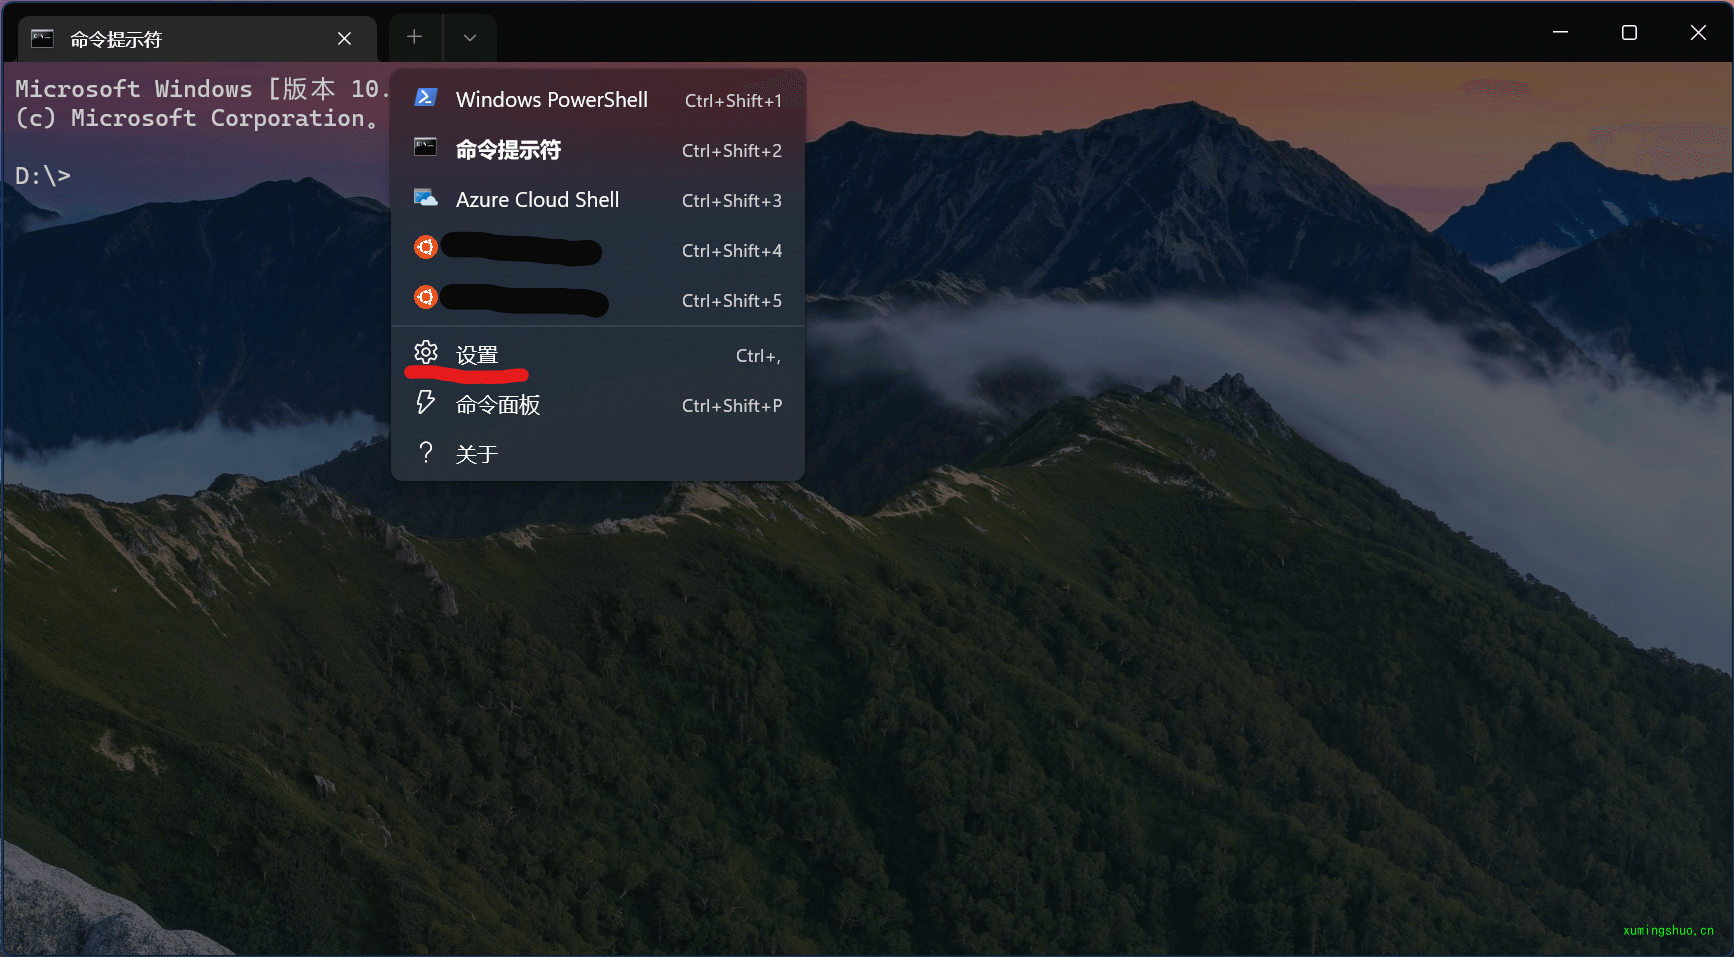 命令提示符
Microsoft Windows [版本 10.
(c) Microsoft Corporation。
D:\>
Windows PowerShell Ctrl+Shift+1
命令提示符 Ctrl+Shift+2
Azure Cloud Shell Ctrl+Shift+3
Ctrl+Shift+4
Ctrl+Shift+5
设置 Ctrl+,
命令面板 Ctrl+Shift+P
关于
xumingshuo.cn